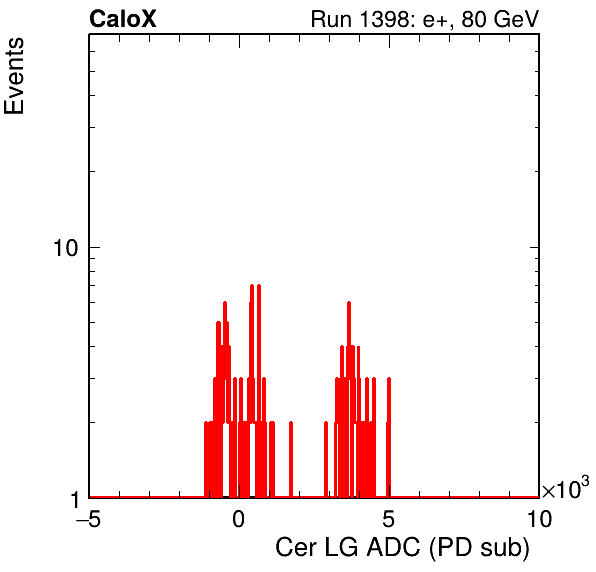 CaloX Run 1398: e+, 80 GeV
Events
10
1
−5 0 5 10
×10³
Cer LG ADC (PD sub)